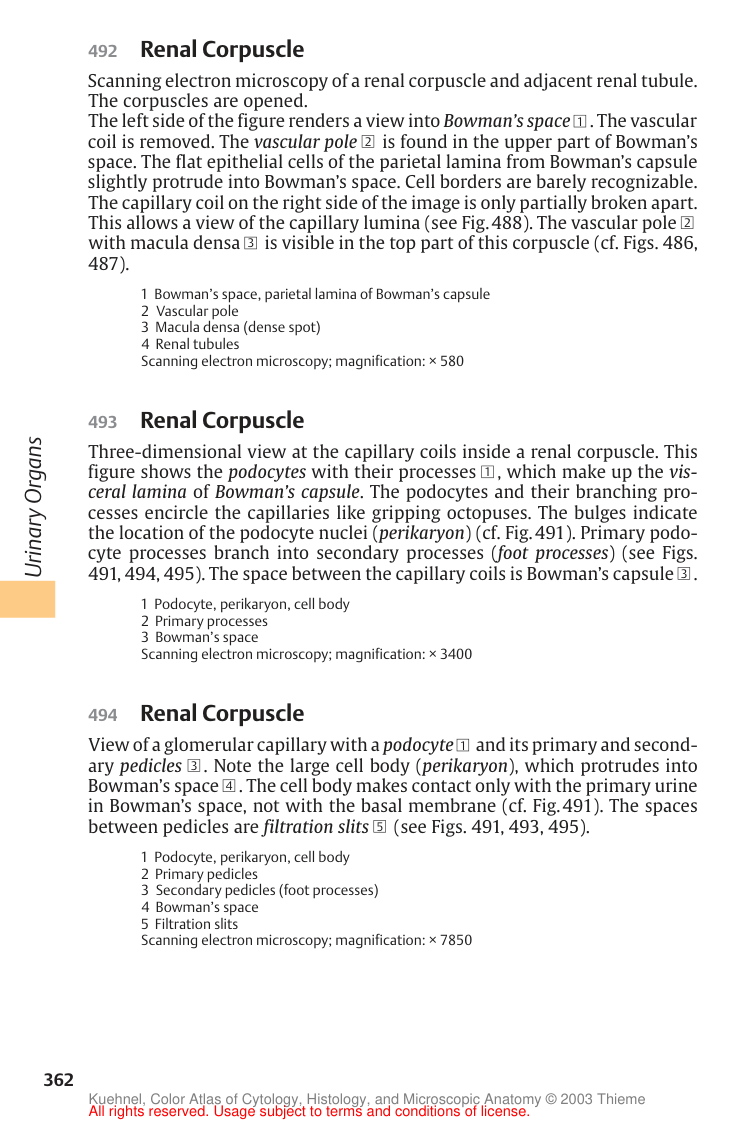 492 Renal Corpuscle
Scanning electron microscopy of a renal corpuscle and adjacent renal tubule.
The corpuscles are opened.
The left side of the figure renders a view into Bowman's space 1. The vascular
coil is removed. The vascular pole 2 is found in the upper part of Bowman's
space. The flat epithelial cells of the parietal lamina from Bowman's capsule
slightly protrude into Bowman's space. Cell borders are barely recognizable.
The capillary coil on the right side of the image is only partially broken apart.
This allows a view of the capillary lumina (see Fig. 488). The vascular pole 2
with macula densa 3 is visible in the top part of this corpuscle (cf. Figs. 486,
487).
1 Bowman's space, parietal lamina of Bowman's capsule
2 Vascular pole
3 Macula densa (dense spot)
4 Renal tubules
Scanning electron microscopy; magnification: × 580
493 Renal Corpuscle
Three-dimensional view at the capillary coils inside a renal corpuscle. This
figure shows the podocytes with their processes 1, which make up the vis-
ceral lamina of Bowman's capsule. The podocytes and their branching pro-
cesses encircle the capillaries like gripping octopuses. The bulges indicate
the location of the podocyte nuclei (perikaryon) (cf. Fig. 491). Primary podo-
cyte processes branch into secondary processes (foot processes) (see Figs.
491, 494, 495). The space between the capillary coils is Bowman's capsule 3.
1 Podocyte, perikaryon, cell body
2 Primary processes
3 Bowman's space
Scanning electron microscopy; magnification: × 3400
494 Renal Corpuscle
View of a glomerular capillary with a podocyte 1 and its primary and second-
ary pedicles 3. Note the large cell body (perikaryon), which protrudes into
Bowman's space 4. The cell body makes contact only with the primary urine
in Bowman's space, not with the basal membrane (cf. Fig. 491). The spaces
between pedicles are filtration slits 5 (see Figs. 491, 493, 495).
1 Podocyte, perikaryon, cell body
2 Primary pedicles
3 Secondary pedicles (foot processes)
4 Bowman's space
5 Filtration slits
Scanning electron microscopy; magnification: × 7850
Urinary Organs
362
Kuehnel, Color Atlas of Cytology, Histology, and Microscopic Anatomy © 2003 Thieme
All rights reserved. Usage subject to terms and conditions of license.